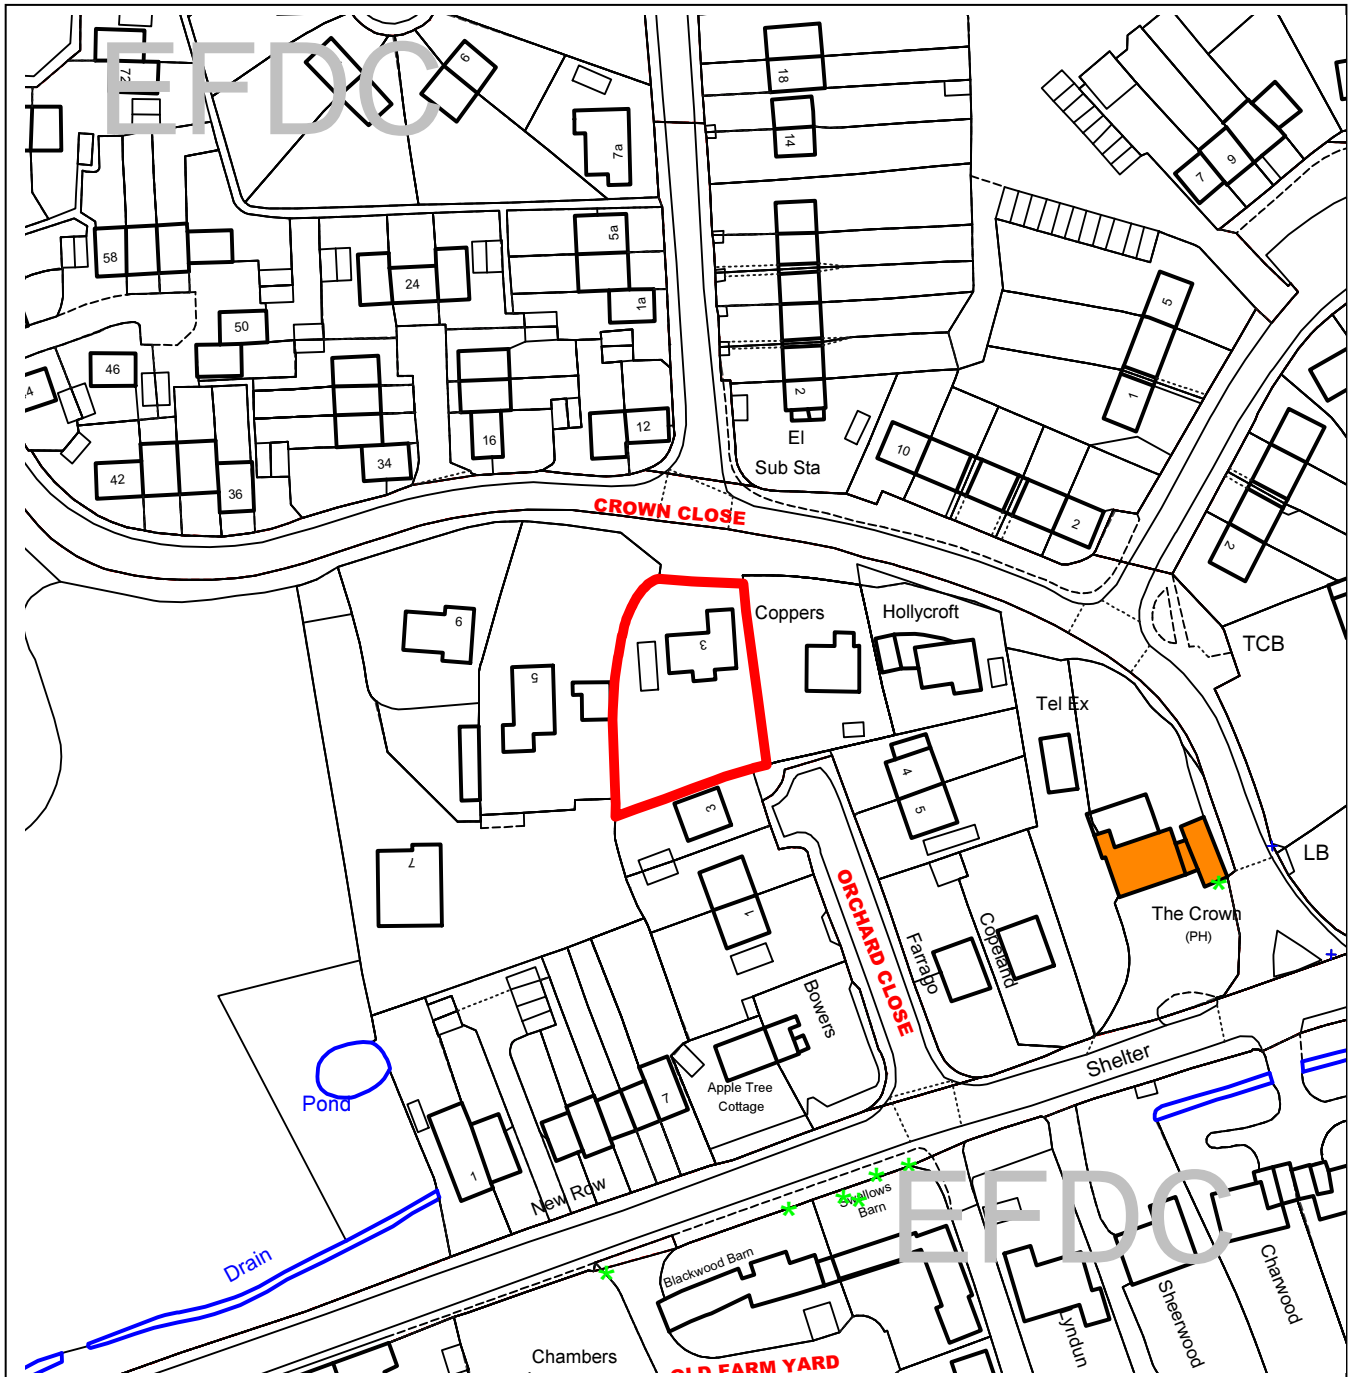 EFDC
72
6
18
14
7a
7
9
58
5a
24
1a
50
5
46
2
1
42
36
34
16
12
El
Sub Sta
10
2
2
CROWN CLOSE
6
5
3
Coppers
Hollycroft
TCB
Tel Ex
4
5
3
7
1
ORCHARD CLOSE
Farrago
Copeland
The Crown
(PH)
LB
Bowers
Apple Tree
Cottage
7
Shelter
Pond
1
New Row
Drain
EFDC
Swallows
Barn
Blackwood Barn
Chambers
OLD FARM YARD
Lyndun
Sheerwood
Charwood